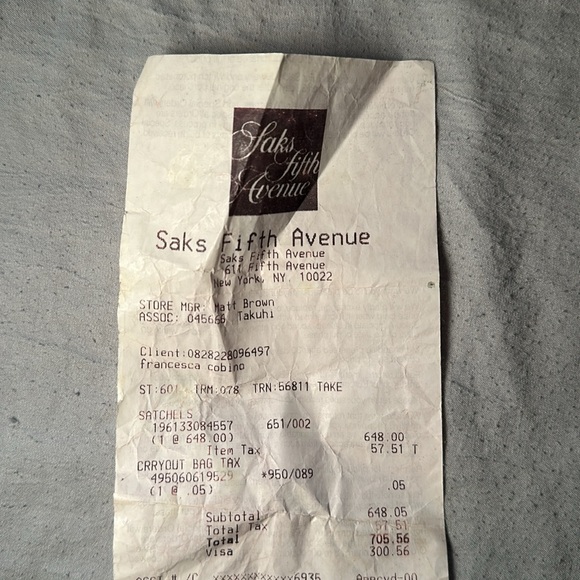 Saks
fifth
Avenue
Saks Fifth Avenue
Saks Fifth Avenue
611 Fifth Avenue
New York, NY. 10022
STORE MGR: Matt Brown
ASSOC: 045666 Takuhi
Client:0828228096497
francesca cobino
ST:601 TRM:078 TRN:56811 TAKE
SATCHELS
196133084557 651/002
(1 @ 648.00) 648.00
Item Tax 57.51 T
CRRYOUT BAG TAX
495060619529 *950/089
(1 @ .05) .05
Subtotal 648.05
Total Tax 57.51
Total 705.56
Visa 300.56
xxxxxxxxxxxx6935